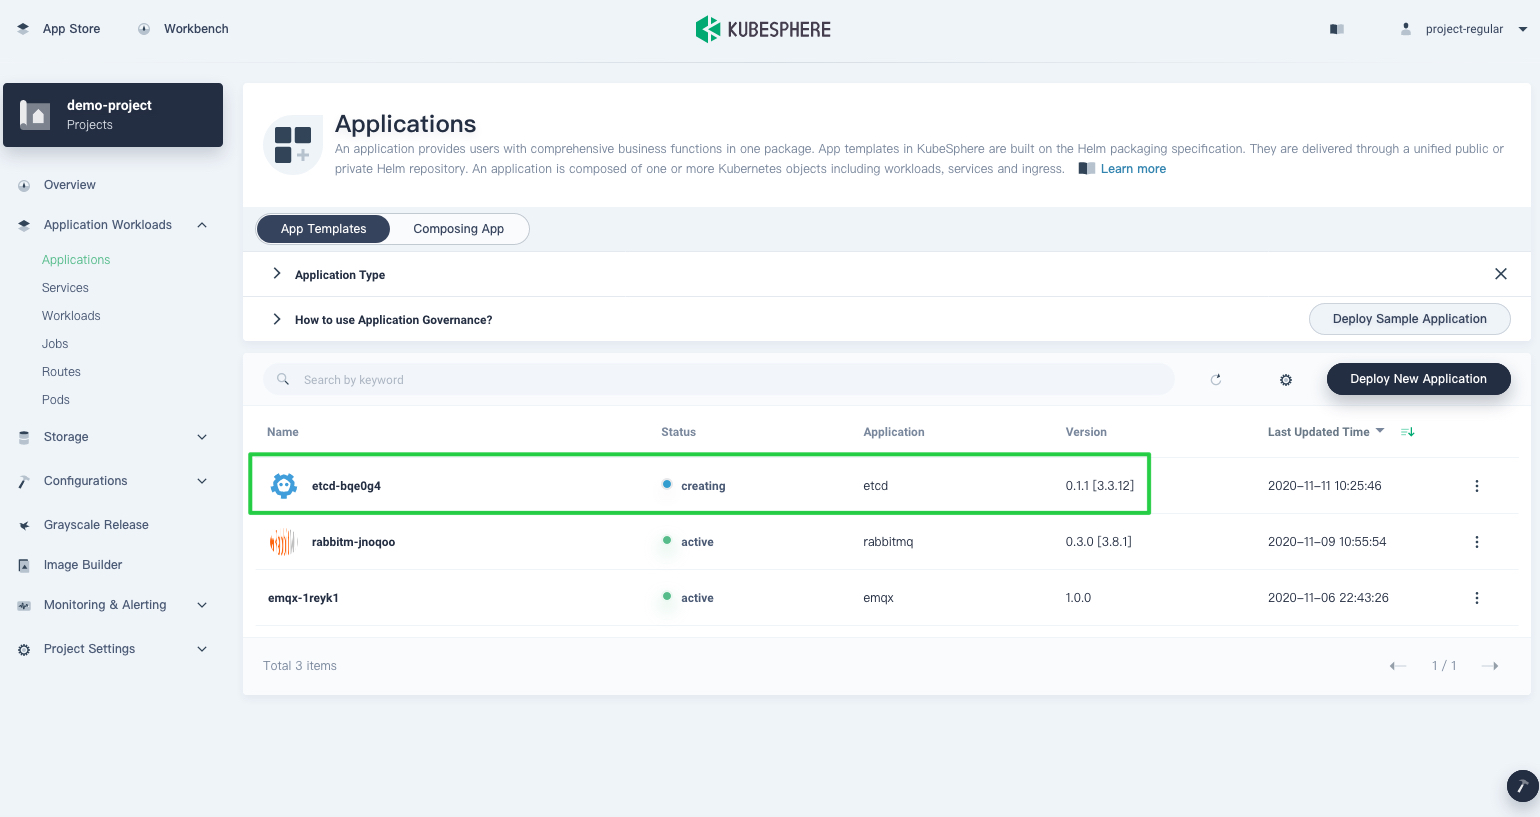 App Store
Workbench
KUBESPHERE
project-regular
demo-project
Projects
Overview
Application Workloads
Applications
Services
Workloads
Jobs
Routes
Pods
Storage
Configurations
Grayscale Release
Image Builder
Monitoring & Alerting
Project Settings
Applications
An application provides users with comprehensive business functions in one package. App templates in KubeSphere are built on the Helm packaging specification. They are delivered through a unified public or
private Helm repository. An application is composed of one or more Kubernetes objects including workloads, services and ingress. Learn more
App Templates
Composing App
Application Type
How to use Application Governance?
Deploy Sample Application
Search by keyword
Deploy New Application
Name Status Application Version Last Updated Time
etcd-bqe0g4 creating etcd 0.1.1 [3.3.12] 2020-11-11 10:25:46
rabbitm-jnoqoo active rabbitmq 0.3.0 [3.8.1] 2020-11-09 10:55:54
emqx-1reyk1 active emqx 1.0.0 2020-11-06 22:43:26
Total 3 items
1 / 1